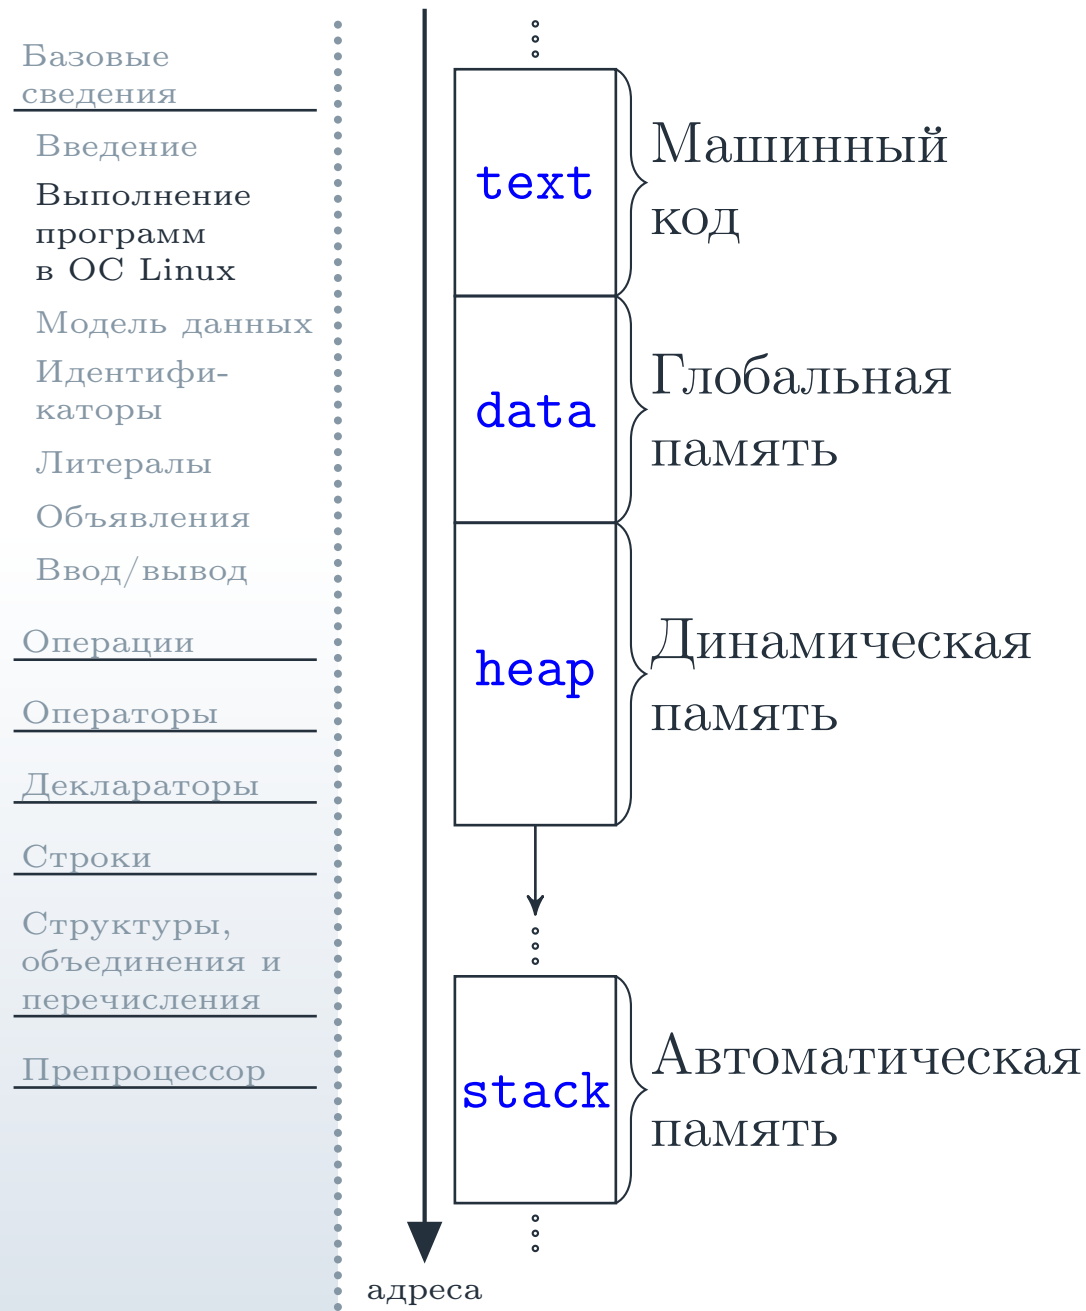 Базовые
сведения
Введение
Выполнение
программ
в ОС Linux
Модель данных
Идентифи-
каторы
Литералы
Объявления
Ввод/вывод
Операции
Операторы
Деклараторы
Строки
Структуры,
объединения и
перечисления
Препроцессор
text
Машинный
код
data
Глобальная
память
heap
Динамическая
память
stack
Автоматическая
память
адреса